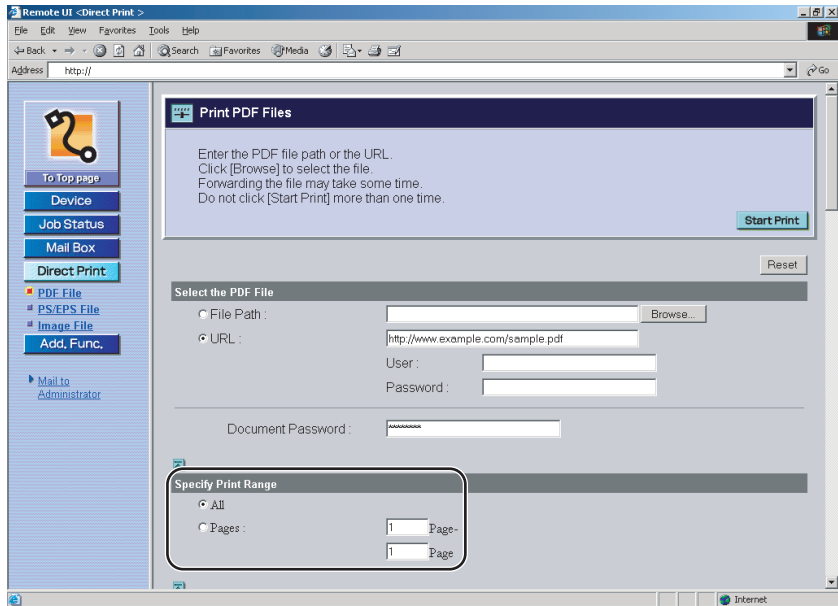 Remote UI <Direct Print >
File Edit View Favorites Tools Help
Back Search Favorites Media
Address http:// Go
To Top page
Device
Job Status
Mail Box
Direct Print
PDF File
PS/EPS File
Image File
Add. Func.
Mail to
Administrator
Print PDF Files
Enter the PDF file path or the URL.
Click [Browse] to select the file.
Forwarding the file may take some time.
Do not click [Start Print] more than one time.
Start Print
Reset
Select the PDF File
File Path : Browse...
URL : http://www.example.com/sample.pdf
User :
Password :
Document Password : ********
Specify Print Range
All
Pages : 1 Page-
1 Page
Internet